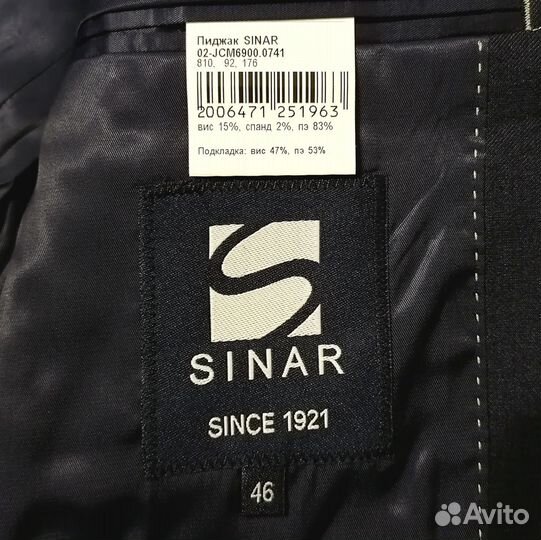 Пиджак SINAR
02-JCM6900.0741
810, 92, 176
2006471 251963
вис 15%, спанд 2%, пэ 83%
Подкладка: вис 47%, пэ 53%
SINAR
SINCE 1921
46
Avito